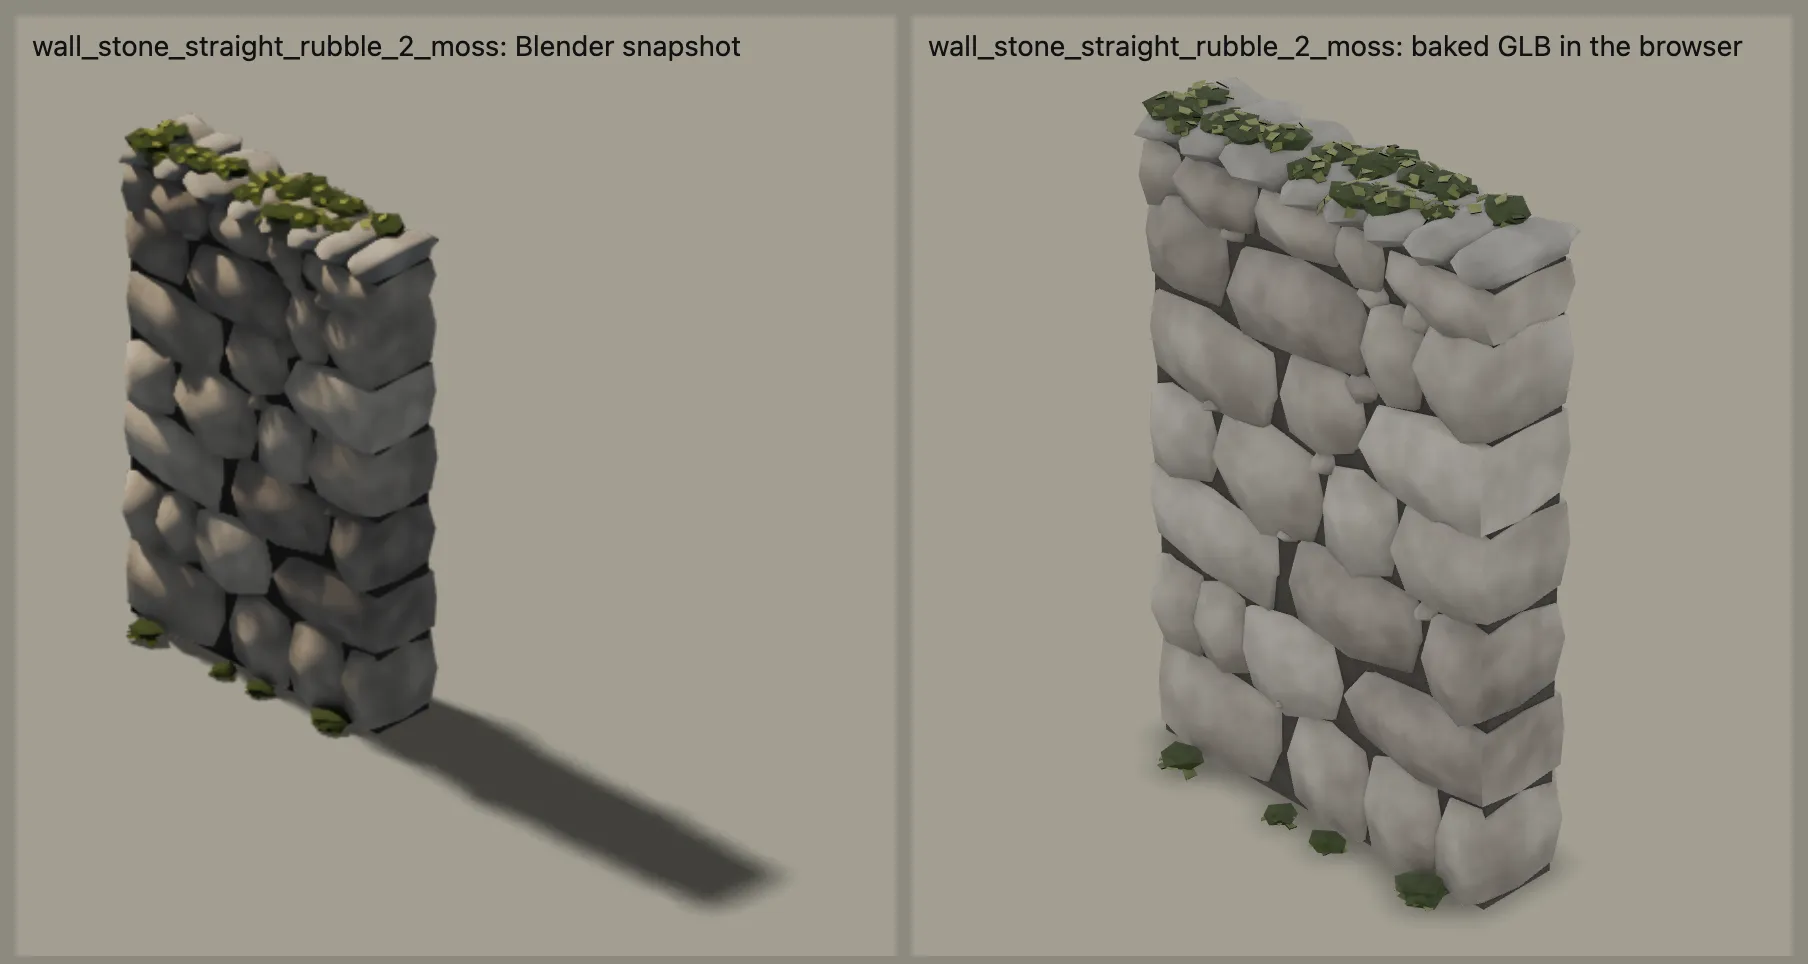 wall_stone_straight_rubble_2_moss: Blender snapshot
wall_stone_straight_rubble_2_moss: baked GLB in the browser